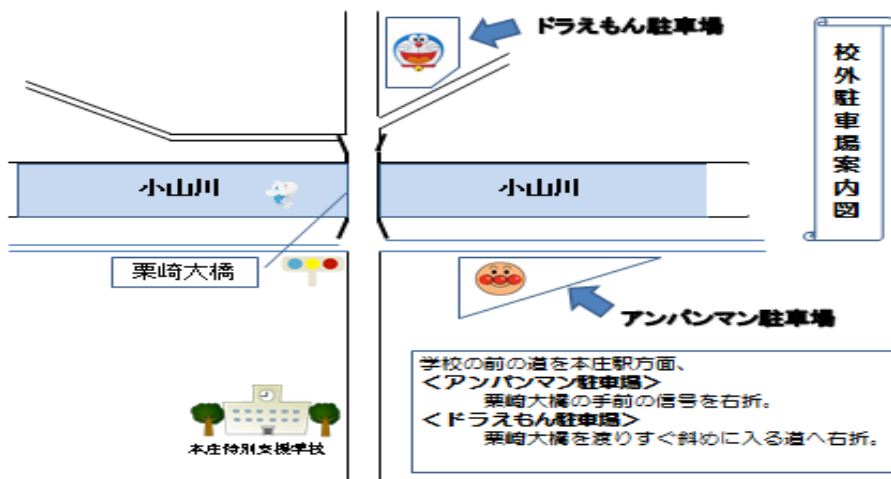 ドラえもん駐車場
校外駐車場案内図
小山川
小山川
栗崎大橋
アンパンマン駐車場
学校の前の道を本庄駅方面、
＜アンパンマン駐車場＞
栗崎大橋の手前の信号を右折。
＜ドラえもん駐車場＞
栗崎大橋を渡りすぐ斜めに入る道へ右折。
本庄特別支援学校